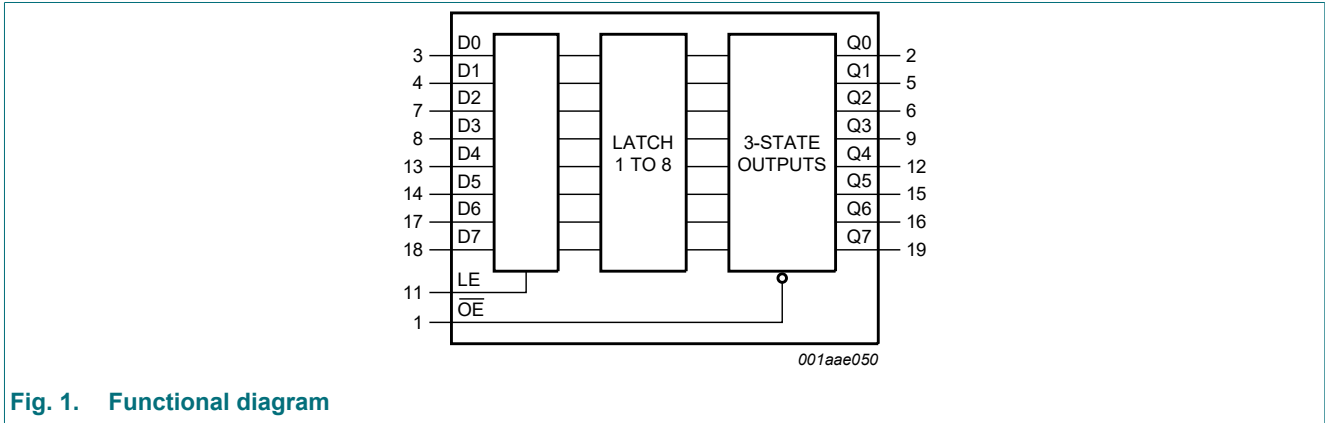 D0 Q0
3 2
D1 Q1
4 5
D2 Q2
7 6
D3 Q3
8 9
LATCH 3-STATE
D4 Q4
1 TO 8 OUTPUTS
13 12
D5 Q5
14 15
D6 Q6
17 16
D7 Q7
18 19
LE
11
OE
1
001aae050
Fig. 1. Functional diagram